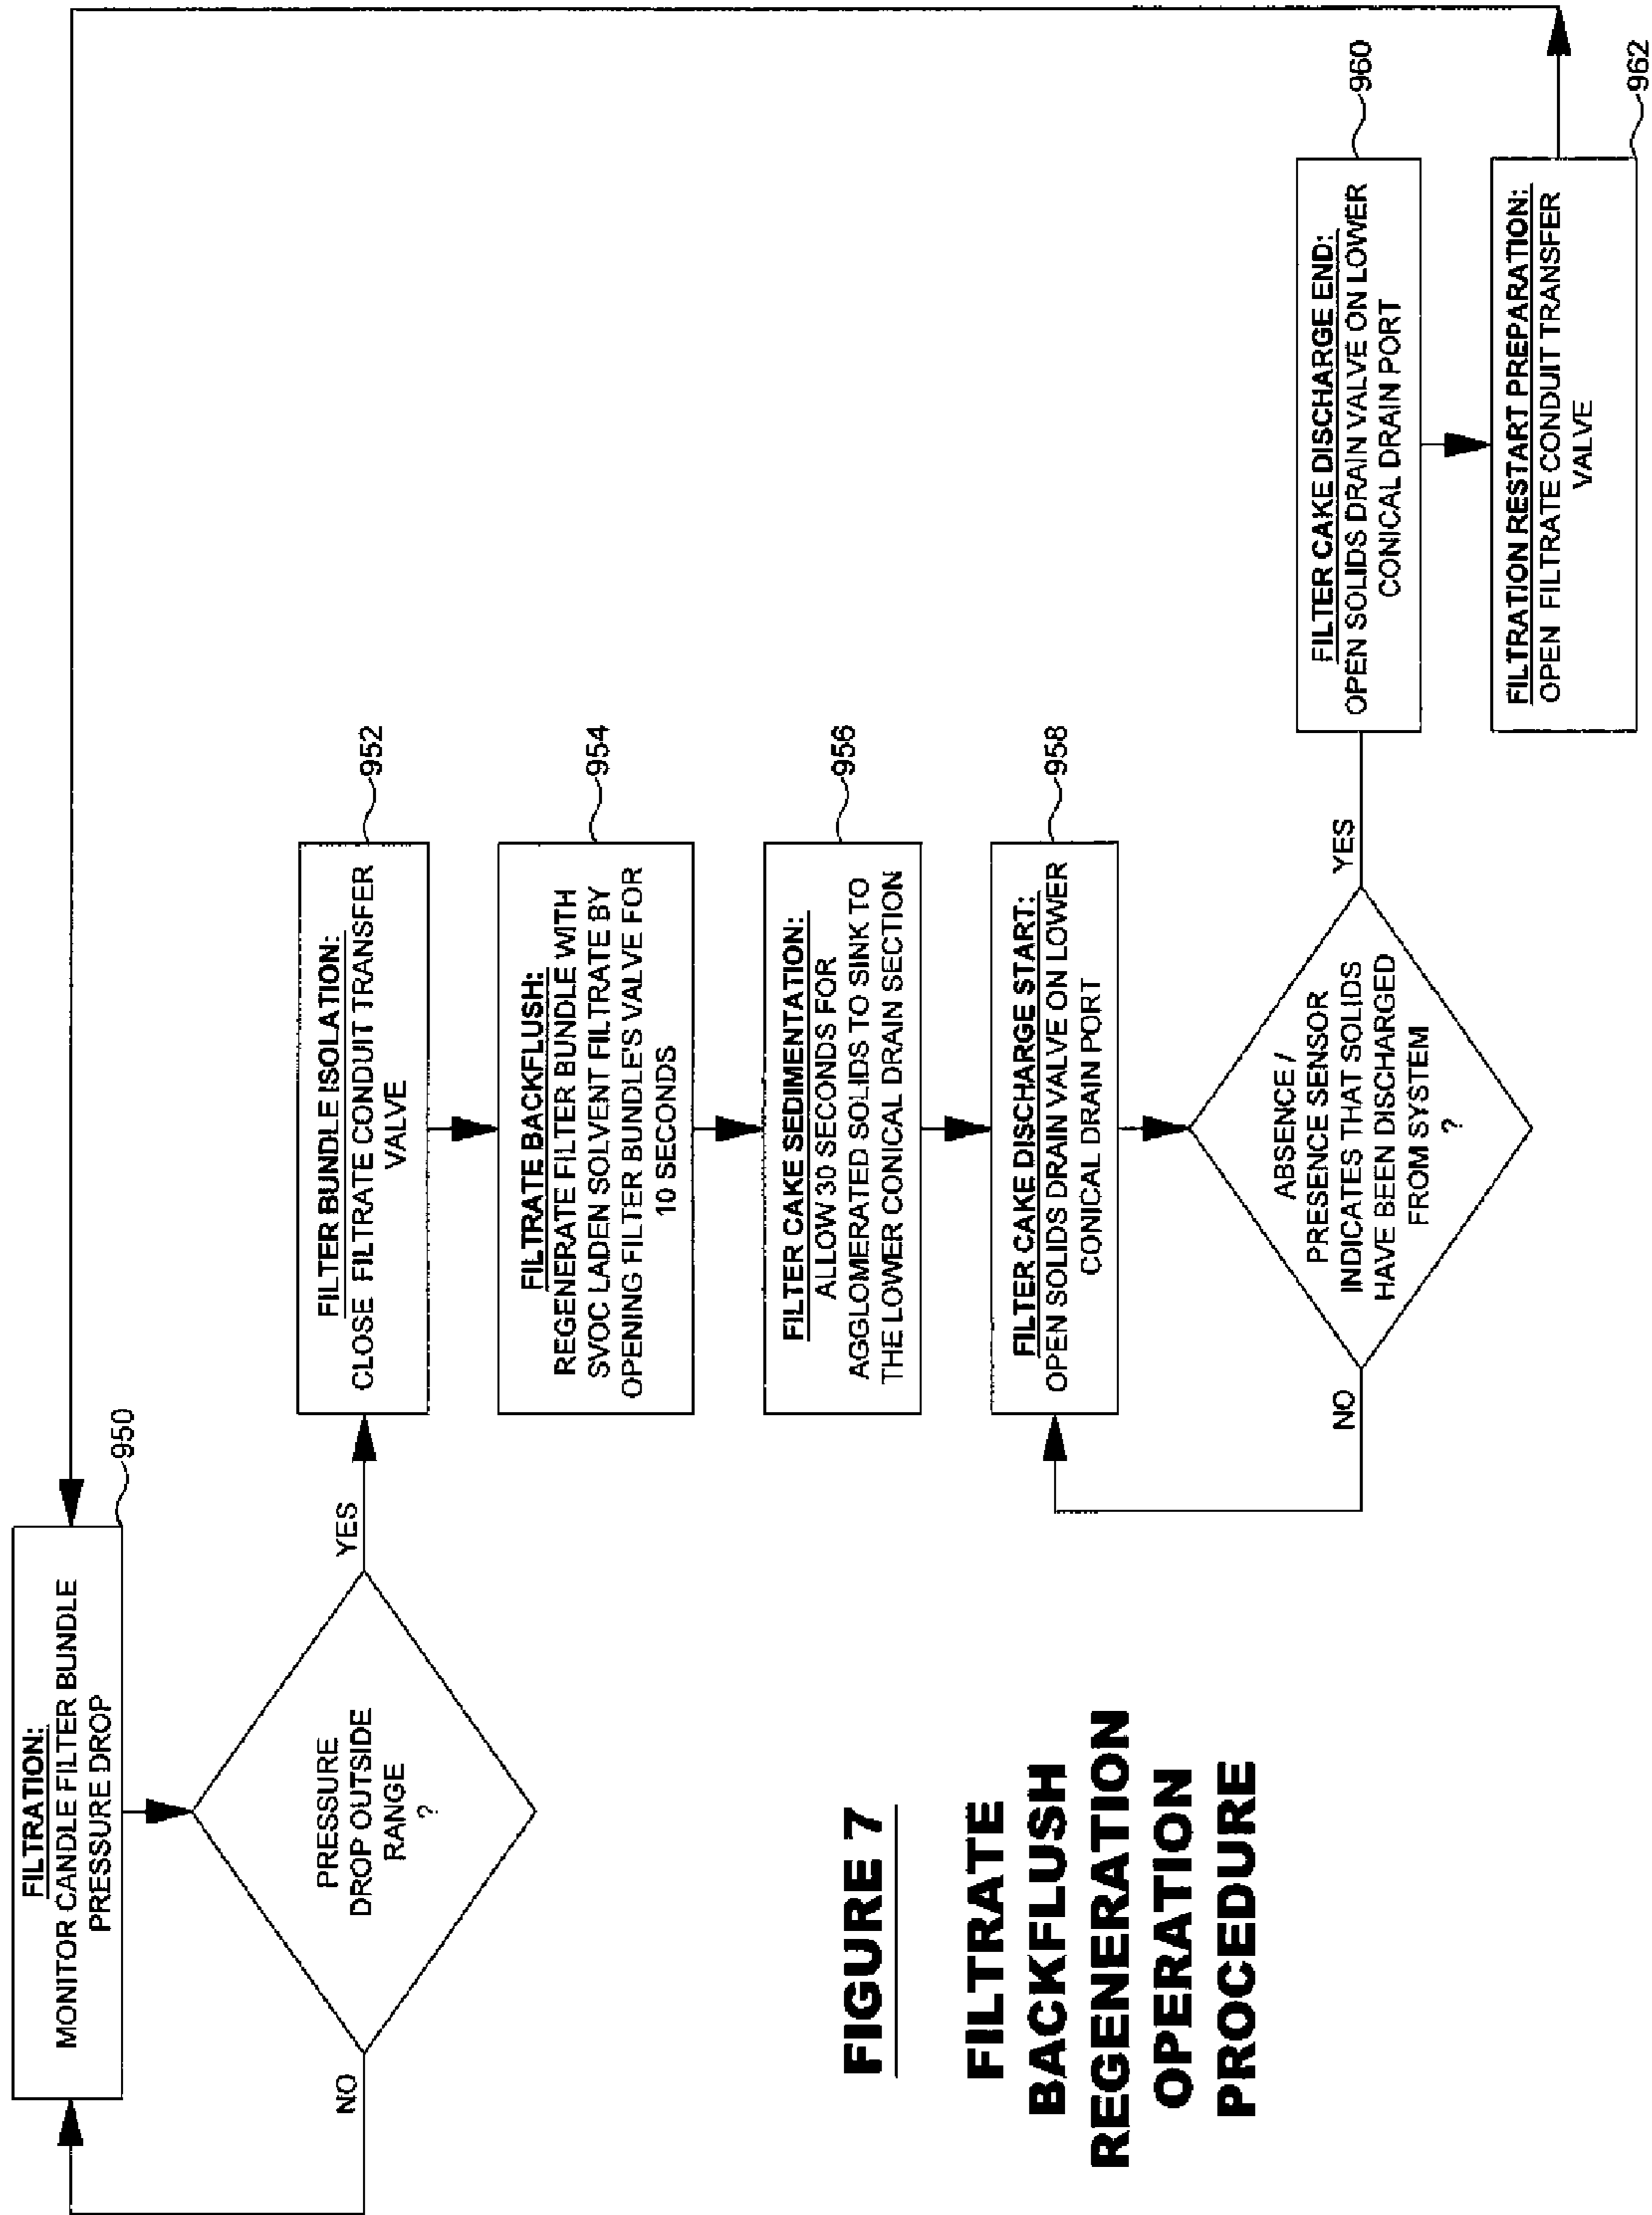 FILTRATION:
MONITOR CANDLE FILTER BUNDLE
PRESSURE DROP
950
PRESSURE
DROP OUTSIDE
RANGE
?
NO
YES
FILTER BUNDLE ISOLATION:
CLOSE FILTRATE CONDUIT TRANSFER
VALVE
952
FILTRATE BACKFLUSH:
REGENERATE FILTER BUNDLE WITH
SVOC LADEN SOLVENT FILTRATE BY
OPENING FILTER BUNDLE'S VALVE FOR
10 SECONDS
954
FILTER CAKE SEDIMENTATION:
ALLOW 30 SECONDS FOR
AGGLOMERATED SOLIDS TO SINK TO
THE LOWER CONICAL DRAIN SECTION
956
FILTER CAKE DISCHARGE START:
OPEN SOLIDS DRAIN VALVE ON LOWER
CONICAL DRAIN PORT
958
ABSENCE /
PRESENCE SENSOR
INDICATES THAT SOLIDS
HAVE BEEN DISCHARGED
FROM SYSTEM
?
NO
YES
FILTER CAKE DISCHARGE END:
OPEN SOLIDS DRAIN VALVE ON LOWER
CONICAL DRAIN PORT
960
FILTRATION RESTART PREPARATION:
OPEN FILTRATE CONDUIT TRANSFER
VALVE
962
FIGURE 7
FILTRATE
BACKFLUSH
REGENERATION
OPERATION
PROCEDURE